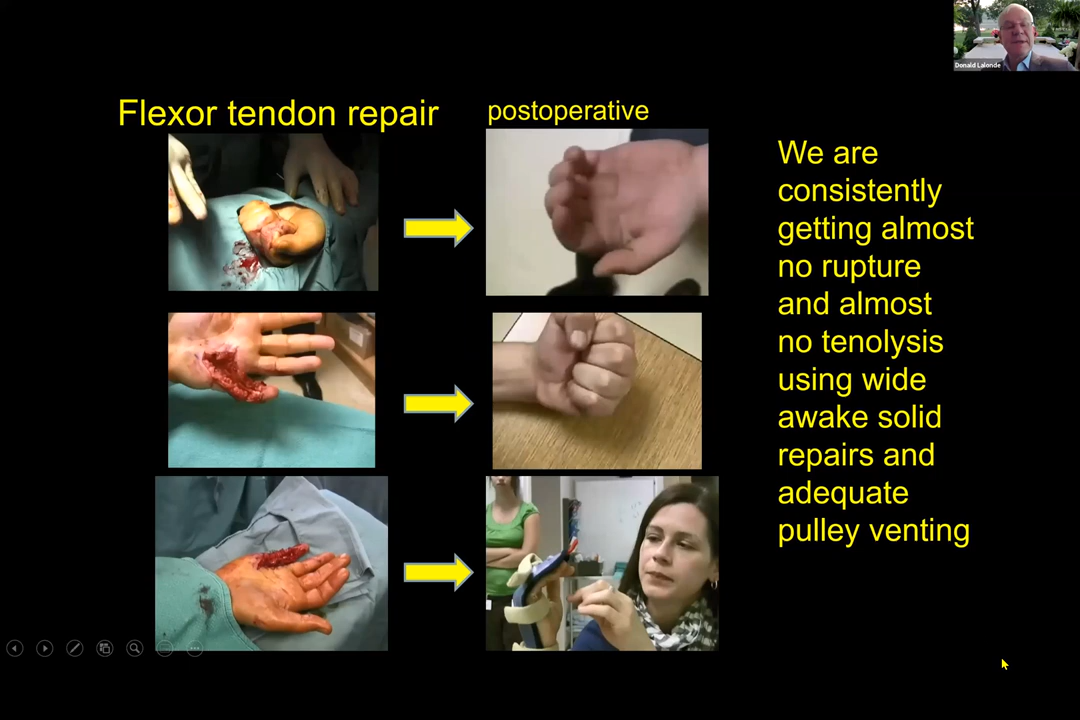 Donald Lalonde
Flexor tendon repair
postoperative
We are
consistently
getting almost
no rupture
and almost
no tenolysis
using wide
awake solid
repairs and
adequate
pulley venting